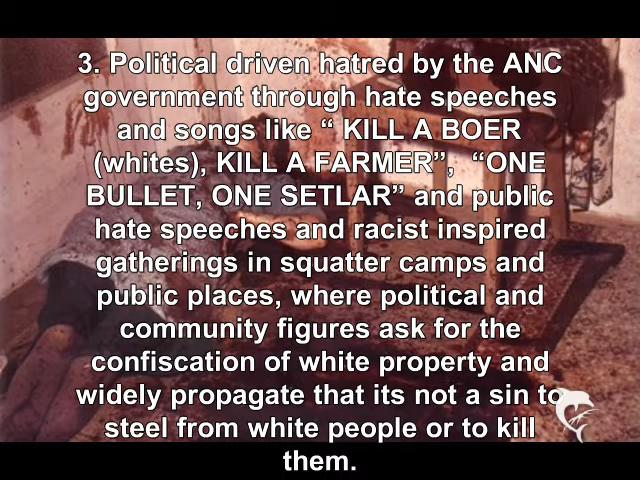 3. Political driven hatred by the ANC
government through hate speeches
and songs like “ KILL A BOER
(whites), KILL A FARMER”,  “ONE
BULLET, ONE SETLAR” and public
hate speeches and racist inspired
gatherings in squatter camps and
public places, where political and
community figures ask for the
confiscation of white property and
widely propagate that its not a sin to
steel from white people or to kill
them.